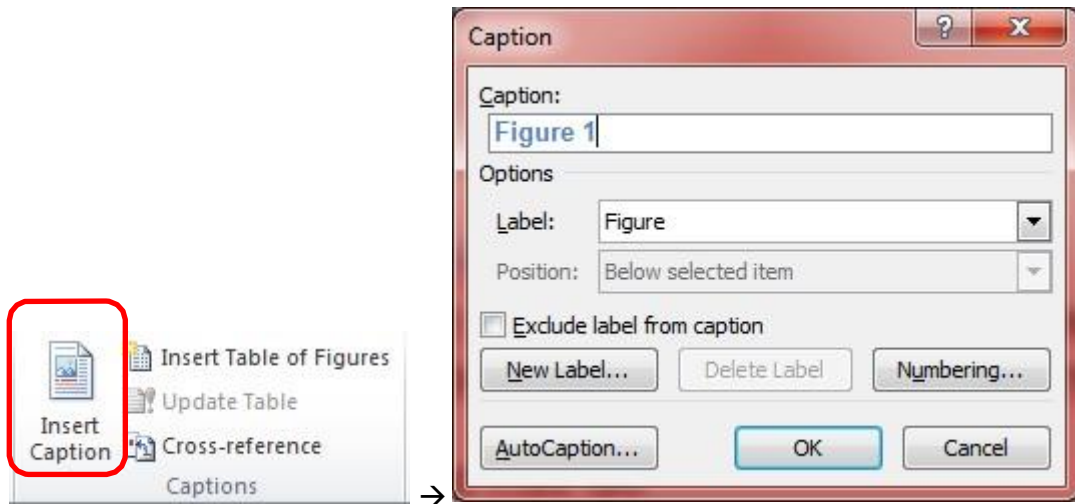 Insert
Caption
Insert Table of Figures
Update Table
Cross-reference
Captions
→
Caption
?
X
Caption:
Figure 1
Options
Label: Figure
Position: Below selected item
Exclude label from caption
New Label... Delete Label Numbering...
AutoCaption... OK Cancel